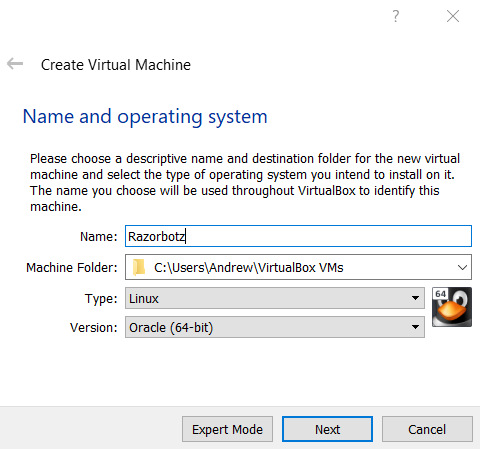 ?
Create Virtual Machine
Name and operating system
Please choose a descriptive name and destination folder for the new virtual
machine and select the type of operating system you intend to install on it.
The name you choose will be used throughout VirtualBox to identify this
machine.
Name: Razorbotz
Machine Folder: C:\Users\Andrew\VirtualBox VMs
Type: Linux
64
Version: Oracle (64-bit)
Expert Mode Next Cancel